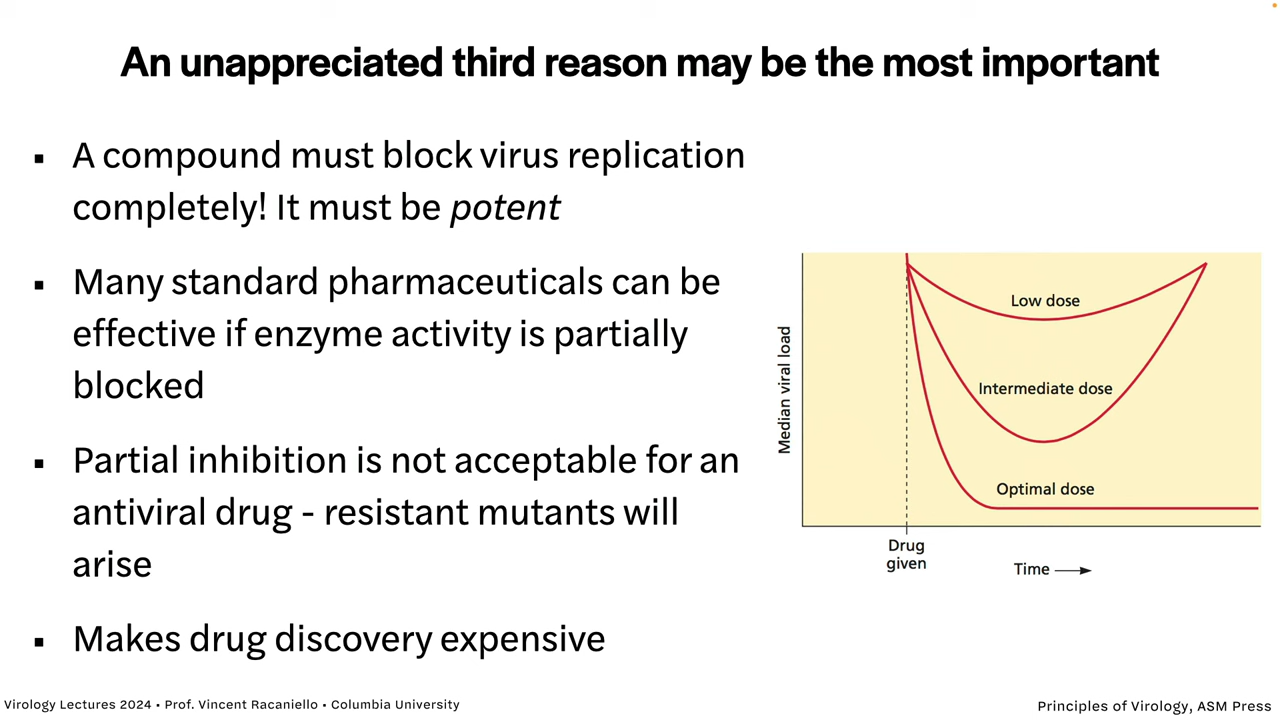 An unappreciated third reason may be the most important
▪ A compound must block virus replication
completely! It must be potent
▪ Many standard pharmaceuticals can be
effective if enzyme activity is partially
blocked
▪ Partial inhibition is not acceptable for an
antiviral drug - resistant mutants will
arise
▪ Makes drug discovery expensive
Median viral load
Low dose
Intermediate dose
Optimal dose
Drug
given
Time
Virology Lectures 2024 • Prof. Vincent Racaniello • Columbia University
Principles of Virology, ASM Press